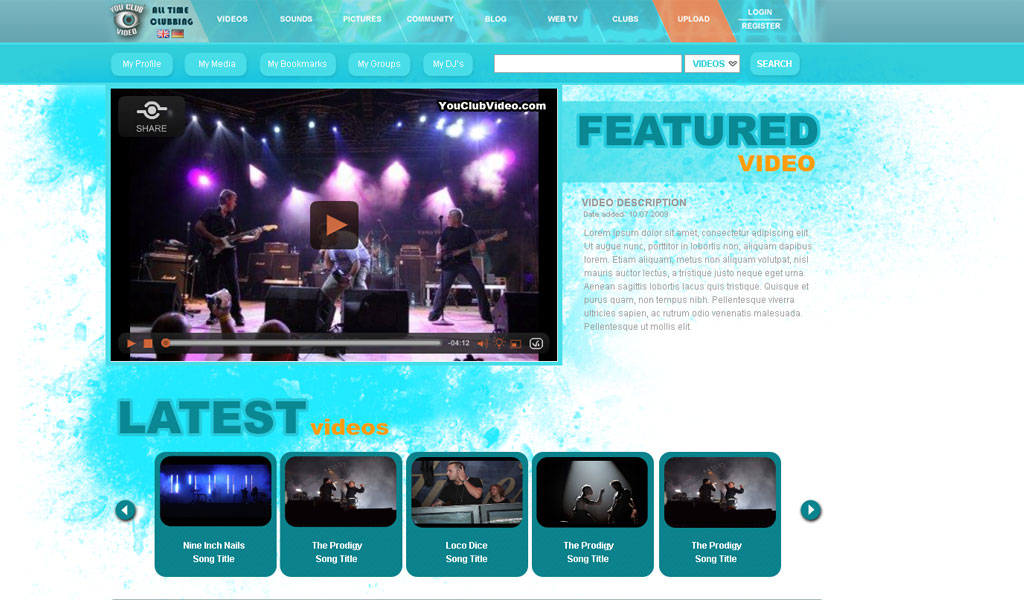 YOU CLUB
VIDEO
ALL TIME
CLUBBING
VIDEOS
SOUNDS
PICTURES
COMMUNITY
BLOG
WEB TV
CLUBS
UPLOAD
LOGIN
REGISTER
My Profile
My Media
My Bookmarks
My Groups
My DJ's
VIDEOS
SEARCH
SHARE
YouClubVideo.com
-04:12
FEATURED
VIDEO
VIDEO DESCRIPTION
Date added: 10.07.2009
Lorem ipsum dolor sit amet, consectetur adipiscing elit.
Ut augue nunc, porttitor in lobortis non, aliquam dapibus
lorem. Etiam aliquam, metus non aliquam volutpat, nisl
mauris auctor lectus, a tristique justo neque eget urna.
Aenean sagittis lobortis lacus quis tristique. Quisque et
purus quam, non tempus nibh. Pellentesque viverra
ultricies sapien, ac rutrum odio venenatis malesuada.
Pellentesque ut mollis elit.
LATEST
videos
Nine Inch Nails
Song Title
The Prodigy
Song Title
Loco Dice
Song Title
The Prodigy
Song Title
The Prodigy
Song Title